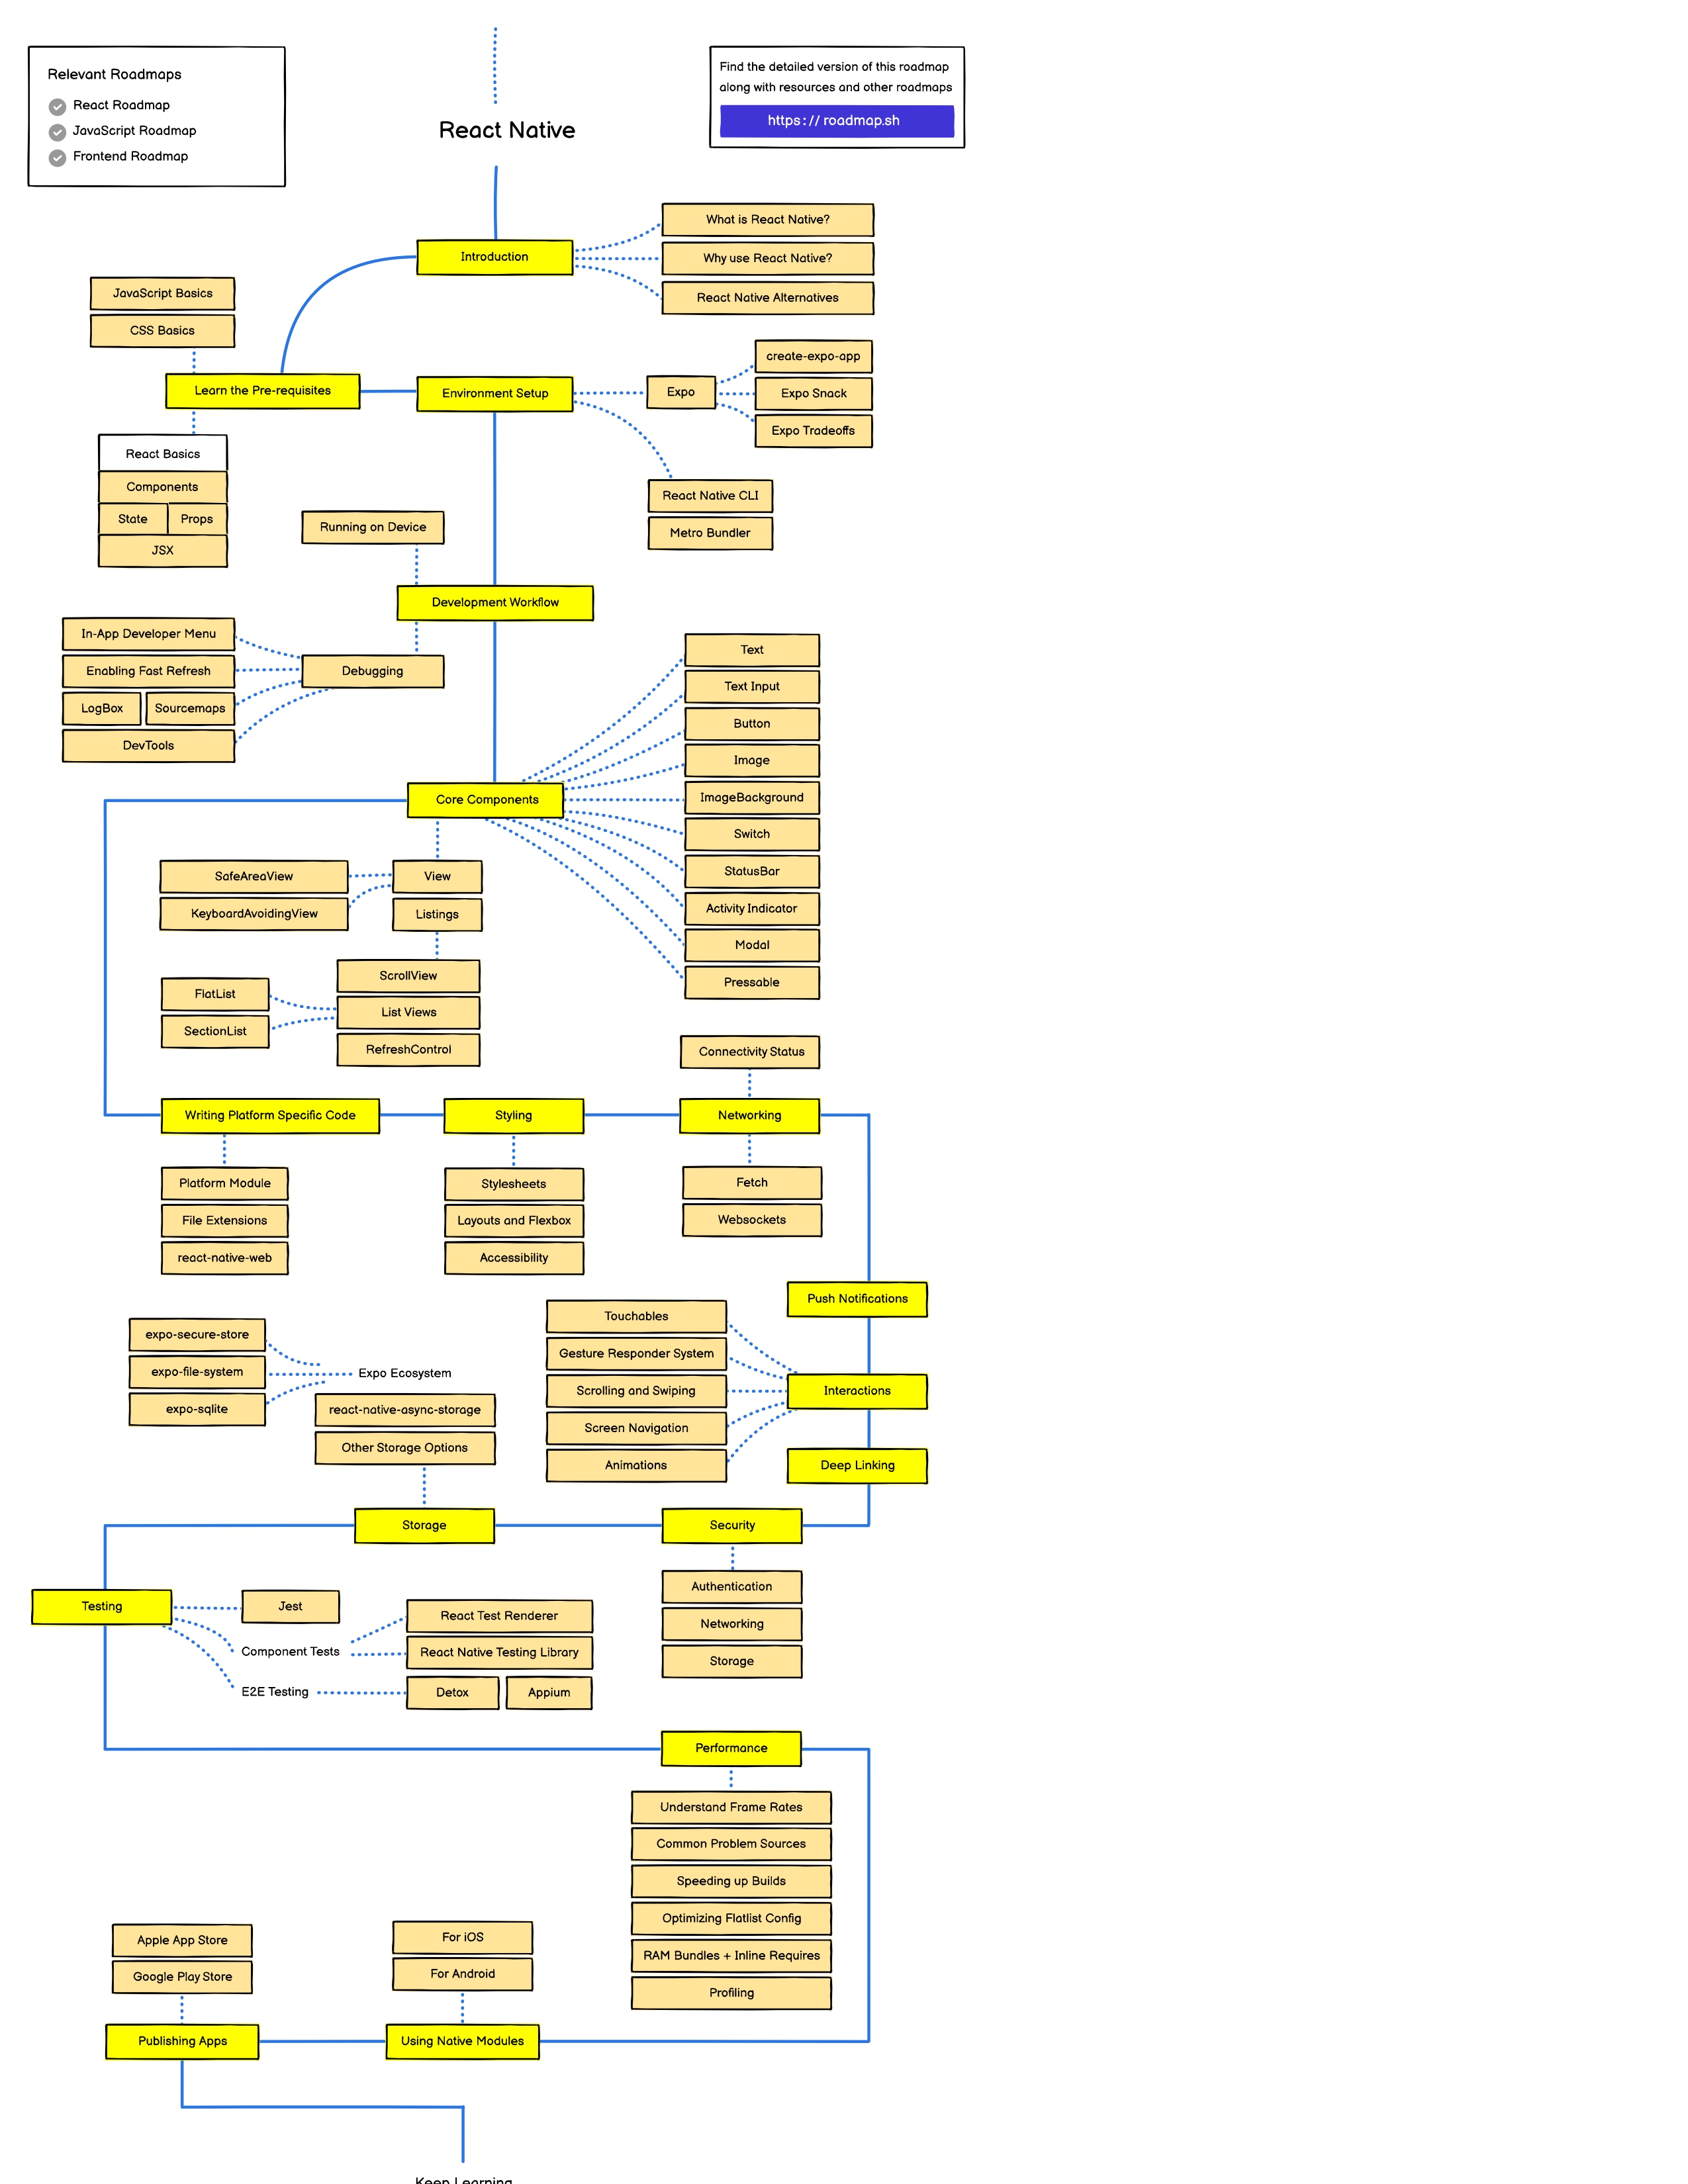 Relevant Roadmaps
React Roadmap
JavaScript Roadmap
Frontend Roadmap
React Native
Find the detailed version of this roadmap
along with resources and other roadmaps
https://roadmap.sh
Introduction
What is React Native?
Why use React Native?
React Native Alternatives
JavaScript Basics
CSS Basics
Learn the Pre-requisites
React Basics
Components
State
Props
JSX
Environment Setup
Expo
create-expo-app
Expo Snack
Expo Tradeoffs
React Native CLI
Metro Bundler
Running on Device
Development Workflow
Debugging
In-App Developer Menu
Enabling Fast Refresh
LogBox
Sourcemaps
DevTools
Core Components
Text
Text Input
Button
Image
ImageBackground
Switch
StatusBar
Activity Indicator
Modal
Pressable
View
SafeAreaView
KeyboardAvoidingView
Listings
ScrollView
List Views
RefreshControl
FlatList
SectionList
Writing Platform Specific Code
Platform Module
File Extensions
react-native-web
Styling
Stylesheets
Layouts and Flexbox
Accessibility
Connectivity Status
Networking
Fetch
Websockets
Push Notifications
Interactions
Touchables
Gesture Responder System
Scrolling and Swiping
Screen Navigation
Animations
Deep Linking
Security
Authentication
Networking
Storage
expo-secure-store
expo-file-system
expo-sqlite
Expo Ecosystem
react-native-async-storage
Other Storage Options
Storage
Testing
Jest
Component Tests
React Test Renderer
React Native Testing Library
E2E Testing
Detox
Appium
Performance
Understand Frame Rates
Common Problem Sources
Speeding up Builds
Optimizing Flatlist Config
RAM Bundles + Inline Requires
Profiling
For iOS
For Android
Using Native Modules
Apple App Store
Google Play Store
Publishing Apps
Keep Learning